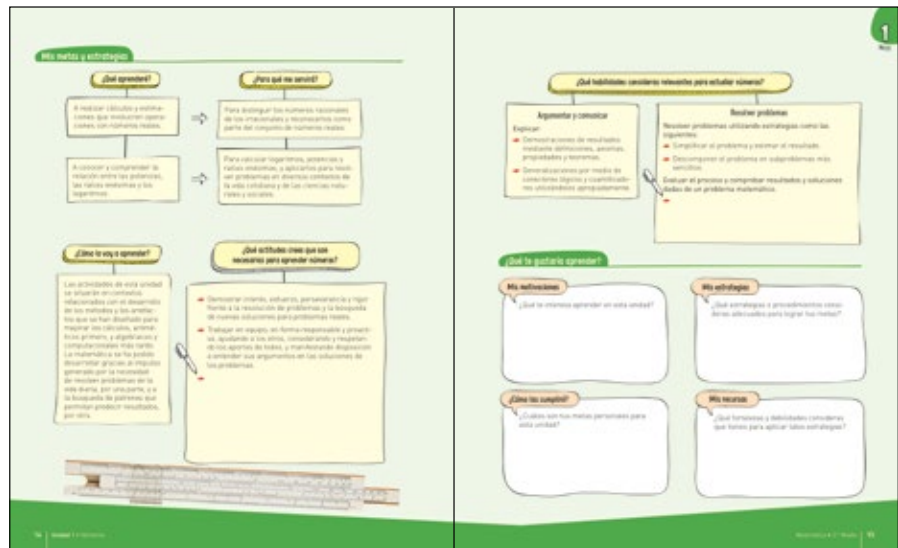 Mis metas y estrategias
¿Qué aprenderé?
A realizar cálculos y estima-
ciones que involucren opera-
ciones con números reales.
A conocer y comprender la
relación entre las potencias,
las raíces enésimas y los
logaritmos.
¿Para qué me servirá?
Para distinguir los números racionales
de los irracionales y reconocerlos como
parte del conjunto de números reales.
Para calcular logaritmos, potencias y
raíces enésimas, y aplicarlos para resol-
ver problemas en diversos contextos de
la vida cotidiana y de las ciencias natu-
rales y sociales.
¿Cómo lo voy a aprender?
Las actividades de esta unidad
se situarán en contextos
relacionados con el desarrollo
de los métodos y los artefac-
tos que se han diseñado para
mejorar los cálculos, aritmé-
ticos primero, y algebraicos y
computacionales más tarde.
La matemática se ha podido
desarrollar gracias al impulso
generado por la necesidad
de resolver problemas de la
vida diaria, por una parte, y a
la búsqueda de patrones que
permitan predecir resultados,
por otra.
¿Qué actitudes crees que son
necesarias para aprender números?
Demostrar interés, esfuerzo, perseverancia y rigor
frente a la resolución de problemas y la búsqueda
de nuevas soluciones para problemas reales.
Trabajar en equipo, en forma responsable y proacti-
va, ayudando a los otros, considerando y respetan-
do los aportes de todos, y manifestando disposición
a entender sus argumentos en las soluciones de
los problemas.
14 Unidad 1 • Números
1
¿Qué habilidades consideras relevantes para estudiar números?
Argumentar y comunicar
Explicar:
Demostraciones de resultados
mediante definiciones, axiomas,
propiedades y teoremas.
Generalizaciones por medio de
conectores lógicos y cuantificado-
res utilizándolos apropiadamente.
Resolver problemas
Resolver problemas utilizando estrategias como las
siguientes:
Simplificar el problema y estimar el resultado.
Descomponer el problema en subproblemas más
sencillos.
Evaluar el proceso y comprobar resultados y soluciones
dadas de un problema matemático.
¿Qué te gustaría aprender?
Mis motivaciones
¿Qué te interesa aprender en esta unidad?
Mis estrategias
¿Qué estrategias o procedimientos consi-
deras adecuados para lograr tus metas?
¿Cómo las cumpliré?
¿Cuáles son tus metas personales para
esta unidad?
Mis recursos
¿Qué fortalezas y debilidades consideras
que tienes para aplicar tales estrategias?
Matemática • 2° Medio 15